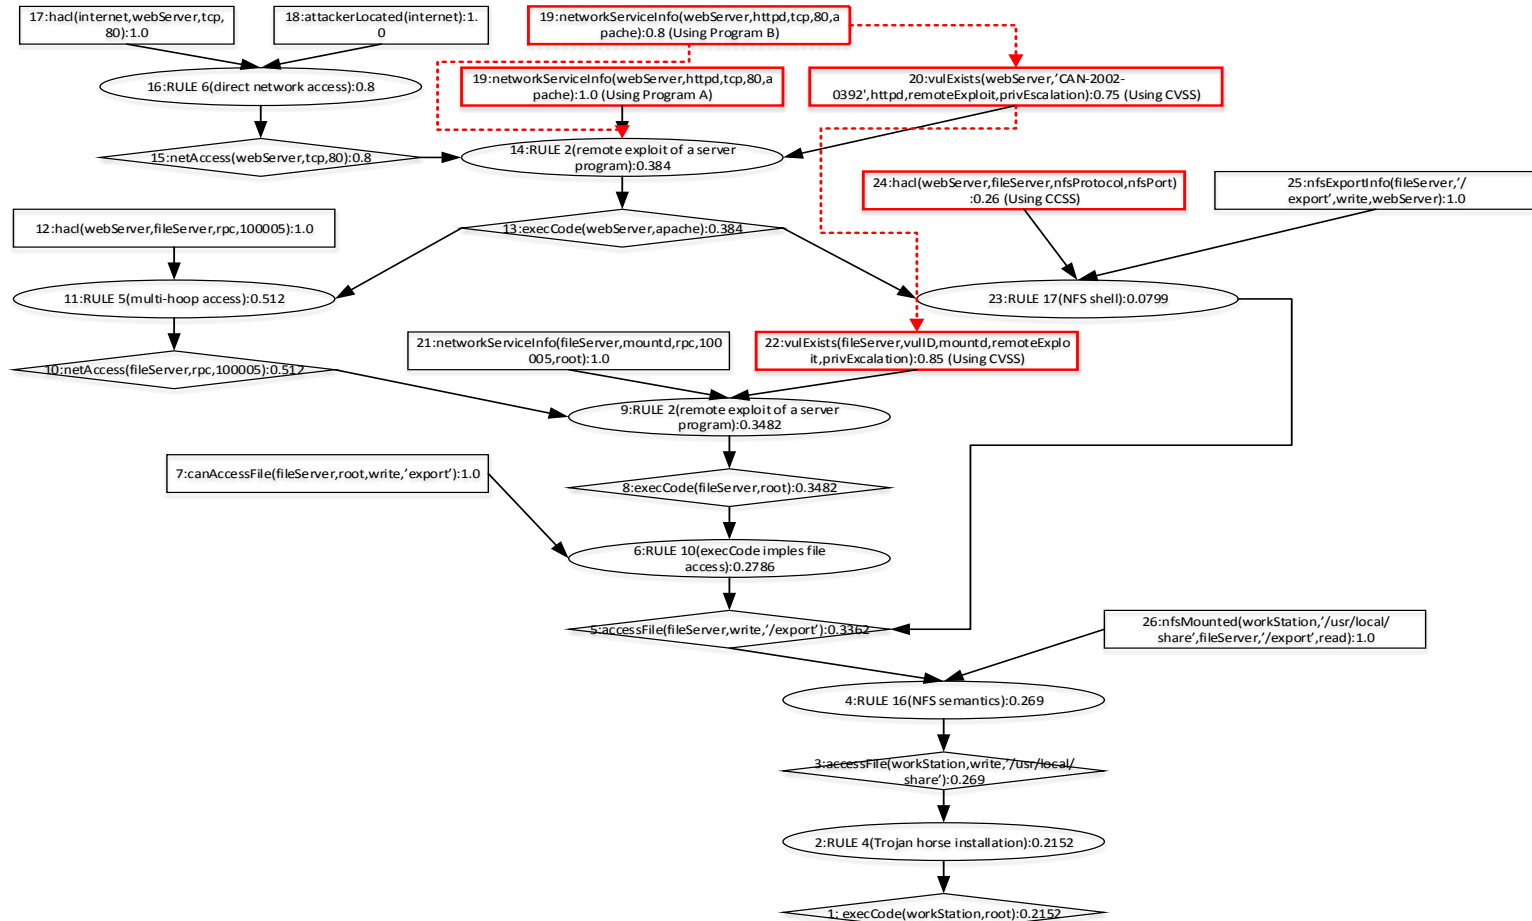 17:hacl(internet,webServer,tcp,
80):1.0
18:attackerLocated(internet):1.
0
19:networkServiceInfo(webServer,httpd,tcp,80,a
pache):0.8 (Using Program B)
16:RULE 6(direct network access):0.8
19:networkServiceInfo(webServer,httpd,tcp,80,a
pache):1.0 (Using Program A)
20:vulExists(webServer,'CAN-2002-
0392',httpd,remoteExploit,privEscalation):0.75 (Using CVSS)
15:netAccess(webServer,tcp,80):0.8
14:RULE 2(remote exploit of a server
program):0.384
24:hacl(webServer,fileServer,nfsProtocol,nfsPort)
:0.26 (Using CCSS)
25:nfsExportInfo(fileServer,'/
export',write,webServer):1.0
12:hacl(webServer,fileServer,rpc,100005):1.0
13:execCode(webServer,apache):0.384
11:RULE 5(multi-hoop access):0.512
23:RULE 17(NFS shell):0.0799
21:networkServiceInfo(fileServer,mountd,rpc,100
005,root):1.0
22:vulExists(fileServer,vulID,mountd,remoteExplo
it,privExcalation):0.85 (Using CVSS)
10:netAccess(fileServer,rpc,100005):0.512
9:RULE 2(remote exploit of a server
program):0.3482
7:canAccessFile(fileServer,root,write,'export'):1.0
8:execCode(fileServer,root):0.3482
6:RULE 10(execCode imples file
access):0.2786
5:accessFile(fileServer,write,'/export'):0.3362
26:nfsMounted(workStation,'/usr/local/
share',fileServer,'/export',read):1.0
4:RULE 16(NFS semantics):0.269
3:accessFile(workStation,write,'/usr/local/
share'):0.269
2:RULE 4(Trojan horse installation):0.2152
1; execCode(workStation,root):0.2152